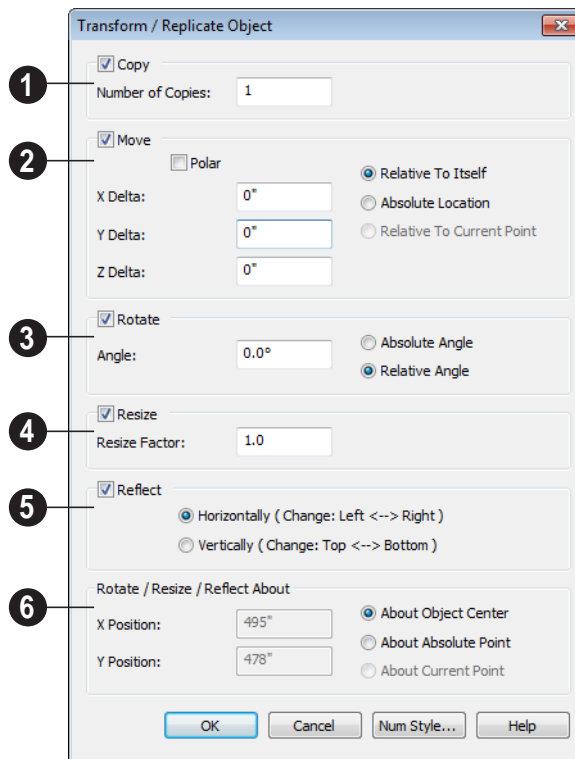 Transform / Replicate Object
1
Copy
Number of Copies: 1
2
Move
Polar
Relative To Itself
X Delta: 0"
Absolute Location
Y Delta: 0"
Relative To Current Point
Z Delta: 0"
3
Rotate
Absolute Angle
Angle: 0.0°
Relative Angle
4
Resize
Resize Factor: 1.0
5
Reflect
Horizontally ( Change: Left <--> Right )
Vertically ( Change: Top <--> Bottom )
6
Rotate / Resize / Reflect About
X Position: 495"
About Object Center
About Absolute Point
Y Position: 478"
About Current Point
OK Cancel Num Style... Help